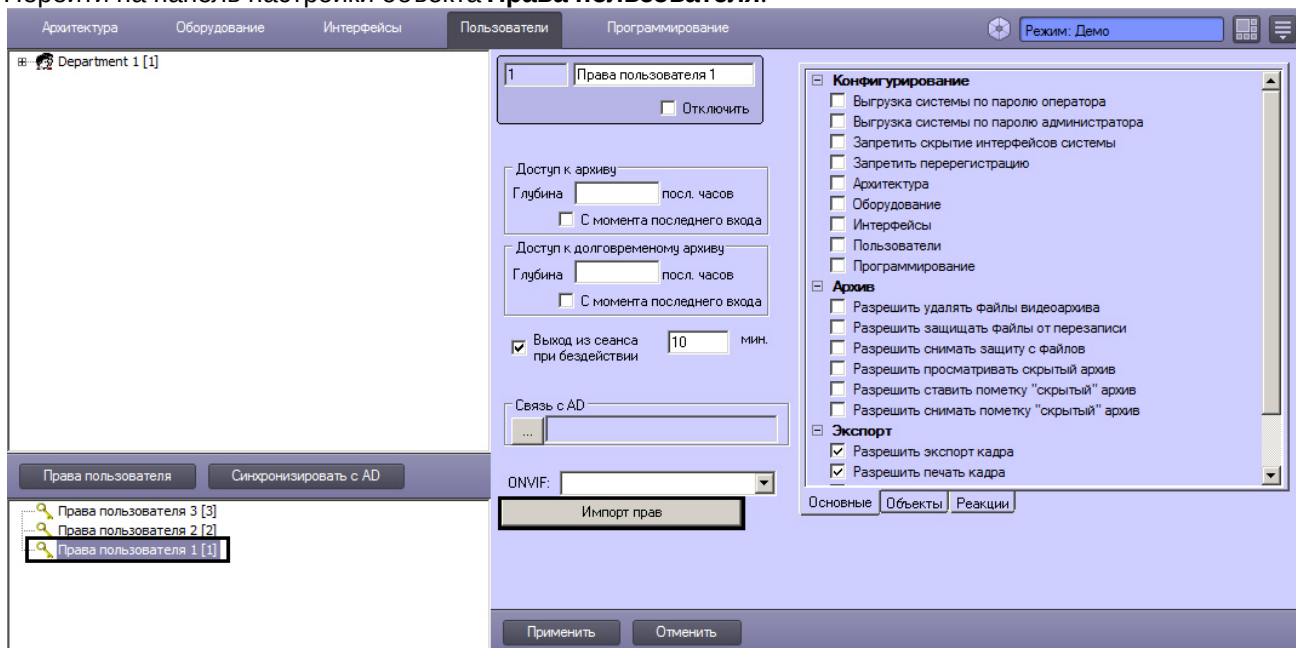 Перейти на панель настройки объекта Права пользователя.
Архитектура Оборудование Интерфейсы Пользователи Программирование Режим: Демо
Department 1 [1]
1 Права пользователя 1
Отключить
Доступ к архиву
Глубина посл. часов
С момента последнего входа
Доступ к долговременому архиву
Глубина посл. часов
С момента последнего входа
Выход из сеанса при бездействии 10 мин.
Связь с AD
...
ONVIF:
Импорт прав
Конфигурирование
Выгрузка системы по паролю оператора
Выгрузка системы по паролю администратора
Запретить скрытие интерфейсов системы
Запретить перерегистрацию
Архитектура
Оборудование
Интерфейсы
Пользователи
Программирование
Архив
Разрешить удалять файлы видеоархива
Разрешить защищать файлы от перезаписи
Разрешить снимать защиту с файлов
Разрешить просматривать скрытый архив
Разрешить ставить пометку "скрытый" архив
Разрешить снимать пометку "скрытый" архив
Экспорт
Разрешить экспорт кадра
Разрешить печать кадра
Основные Объекты Реакции
Права пользователя Синхронизировать с AD
Права пользователя 3 [3]
Права пользователя 2 [2]
Права пользователя 1 [1]
Применить Отменить